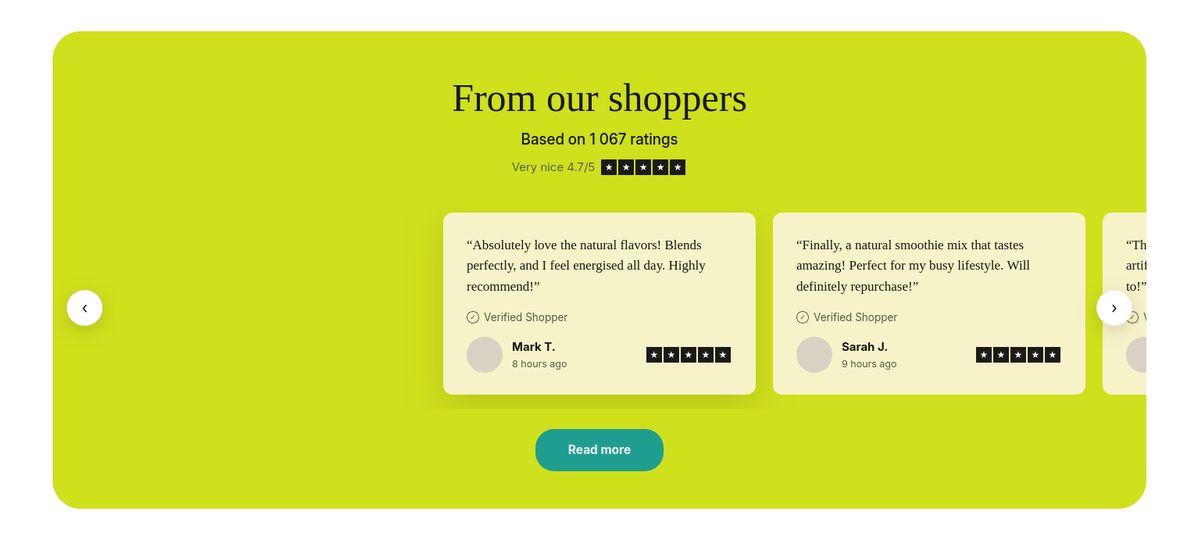 From our shoppers
Based on 1 067 ratings
Very nice 4.7/5
“Absolutely love the natural flavors! Blends
perfectly, and I feel energised all day. Highly
recommend!”
Verified Shopper
Mark T.
8 hours ago
“Finally, a natural smoothie mix that tastes
amazing! Perfect for my busy lifestyle. Will
definitely repurchase!”
Verified Shopper
Sarah J.
9 hours ago
to!”
Read more